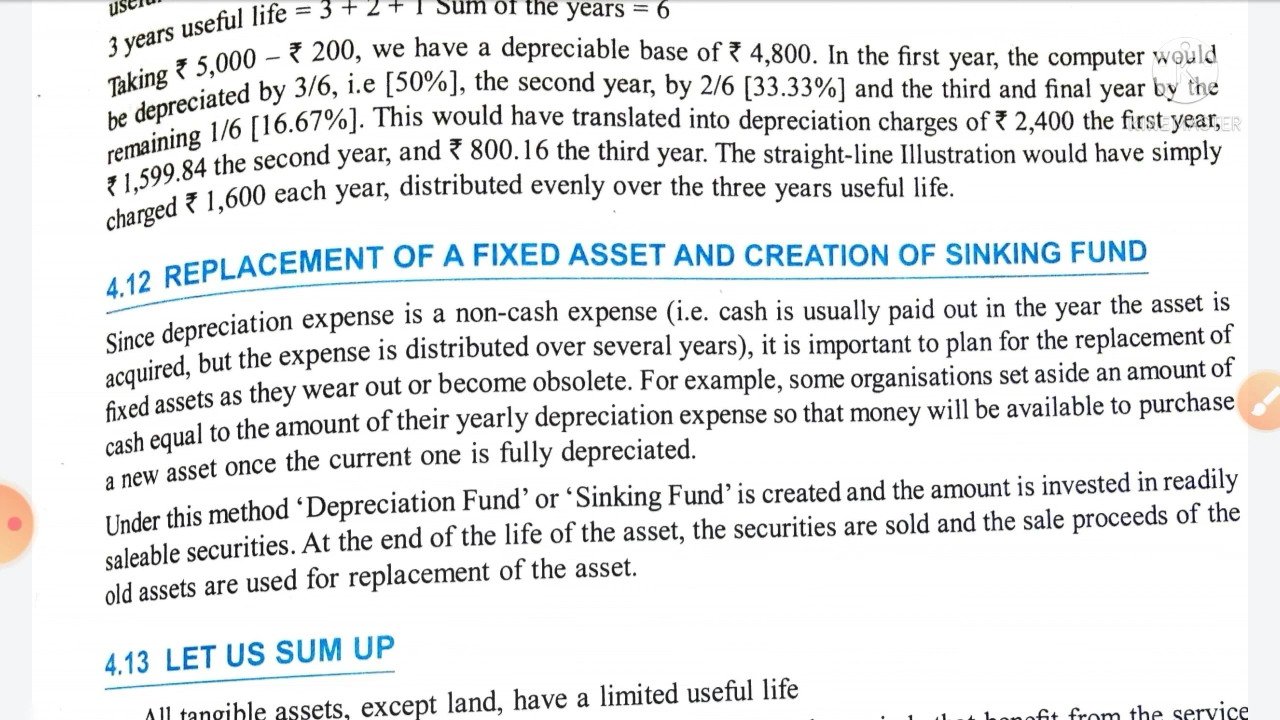 3 years useful life = 3 + 2 + 1 Sum of the years = 6
Taking ₹ 5,000 – ₹ 200, we have a depreciable base of ₹ 4,800. In the first year, the computer would
be depreciated by 3/6, i.e [50%], the second year, by 2/6 [33.33%] and the third and final year by the
remaining 1/6 [16.67%]. This would have translated into depreciation charges of ₹ 2,400 the first year,
₹ 1,599.84 the second year, and ₹ 800.16 the third year. The straight-line Illustration would have simply
charged ₹ 1,600 each year, distributed evenly over the three years useful life.
4.12 REPLACEMENT OF A FIXED ASSET AND CREATION OF SINKING FUND
Since depreciation expense is a non-cash expense (i.e. cash is usually paid out in the year the asset is
acquired, but the expense is distributed over several years), it is important to plan for the replacement of
fixed assets as they wear out or become obsolete. For example, some organisations set aside an amount of
cash equal to the amount of their yearly depreciation expense so that money will be available to purchase
a new asset once the current one is fully depreciated.
Under this method ‘Depreciation Fund’ or ‘Sinking Fund’ is created and the amount is invested in readily
saleable securities. At the end of the life of the asset, the securities are sold and the sale proceeds of the
old assets are used for replacement of the asset.
4.13 LET US SUM UP
All tangible assets, except land, have a limited useful life
that benefit from the service